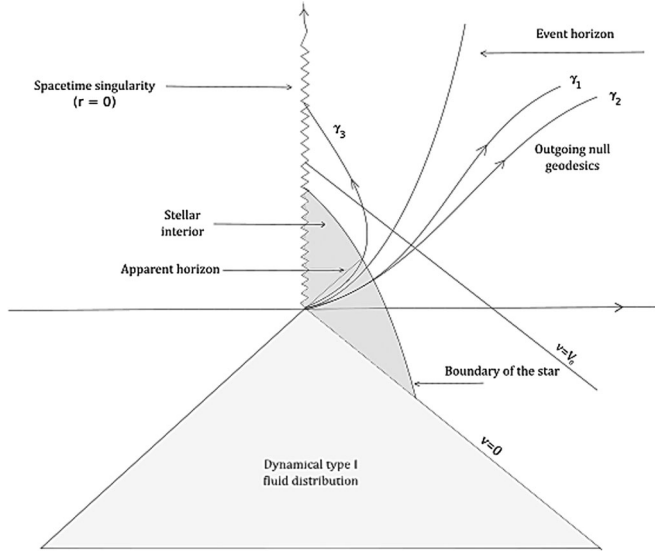 Event horizon
Spacetime singularity
(r = 0)
γ1
γ2
γ3
Outgoing null
geodesics
Stellar
interior
Apparent horizon
v=V0
Boundary of the star
v=0
Dynamical type I
fluid distribution